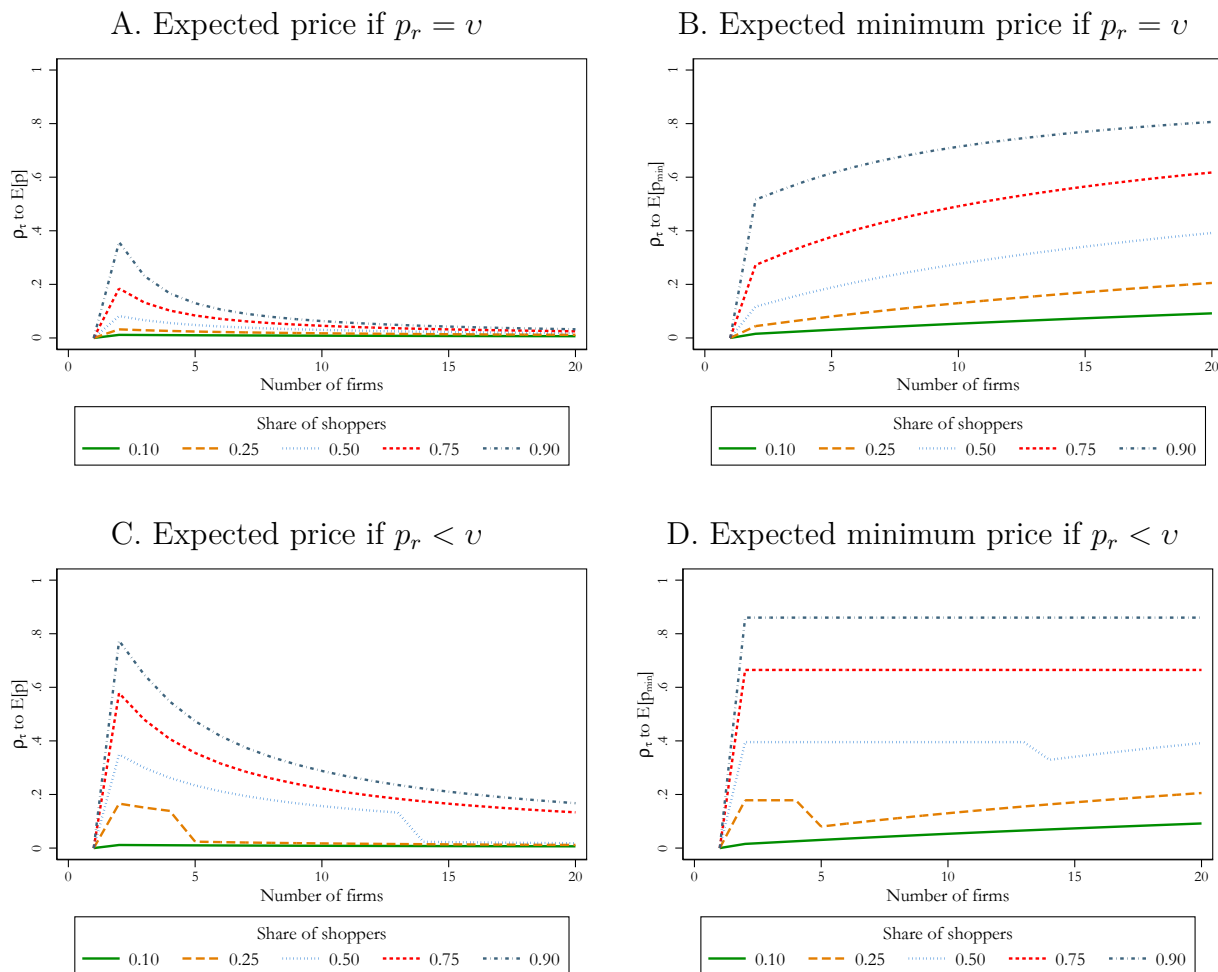 A. Expected price if p_r = υ
ρ_τ to E[p]
0 .2 .4 .6 .8 1
0 5 10 15 20
Number of firms
Share of shoppers
0.10 0.25 0.50 0.75 0.90
B. Expected minimum price if p_r = υ
ρ_τ to E[p_min]
0 .2 .4 .6 .8 1
0 5 10 15 20
Number of firms
Share of shoppers
0.10 0.25 0.50 0.75 0.90
C. Expected price if p_r < υ
ρ_τ to E[p]
0 .2 .4 .6 .8 1
0 5 10 15 20
Number of firms
Share of shoppers
0.10 0.25 0.50 0.75 0.90
D. Expected minimum price if p_r < υ
ρ_τ to E[p_min]
0 .2 .4 .6 .8 1
0 5 10 15 20
Number of firms
Share of shoppers
0.10 0.25 0.50 0.75 0.90